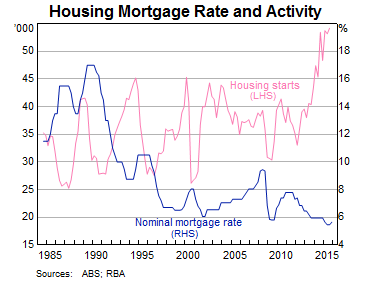 Housing Mortgage Rate and Activity
'000 %
50 18
45 16
40 14
35 12
30 10
25 8
20 6
15 4
Housing starts
(LHS)
Nominal mortgage rate
(RHS)
1985 1990 1995 2000 2005 2010 2015
Sources: ABS; RBA